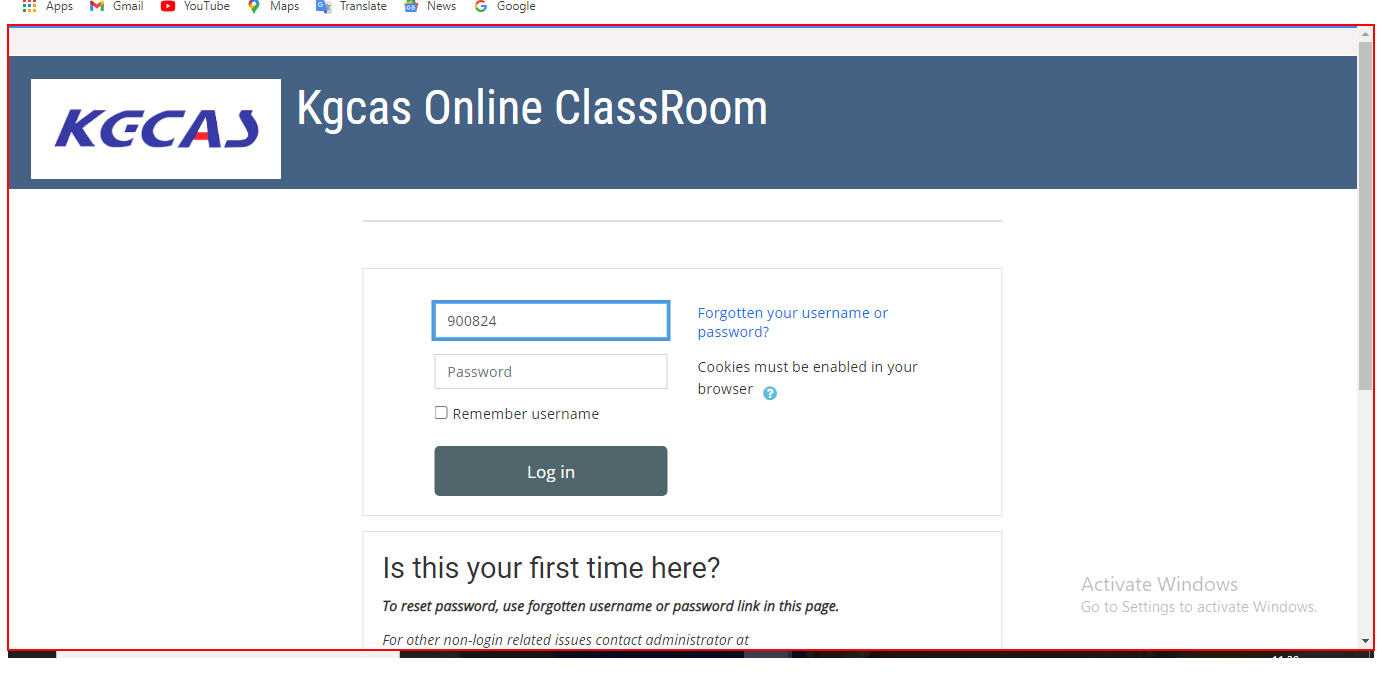 Apps Gmail YouTube Maps Translate News Google
KGCAS
Kgcas Online ClassRoom
900824
Forgotten your username or
password?
Password
Cookies must be enabled in your
browser ?
Remember username
Log in
Is this your first time here?
To reset password, use forgotten username or password link in this page.
For other non-login related issues contact administrator at
Activate Windows
Go to Settings to activate Windows.